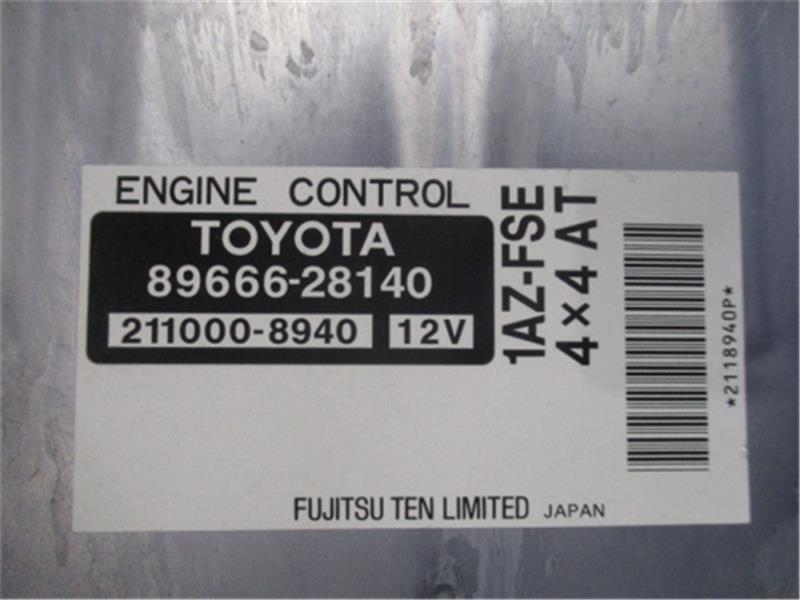 ENGINE CONTROL
TOYOTA
89666-28140
211000-8940 12V
1AZ-FSE
4×4 AT
*2118940P*
FUJITSU TEN LIMITED JAPAN